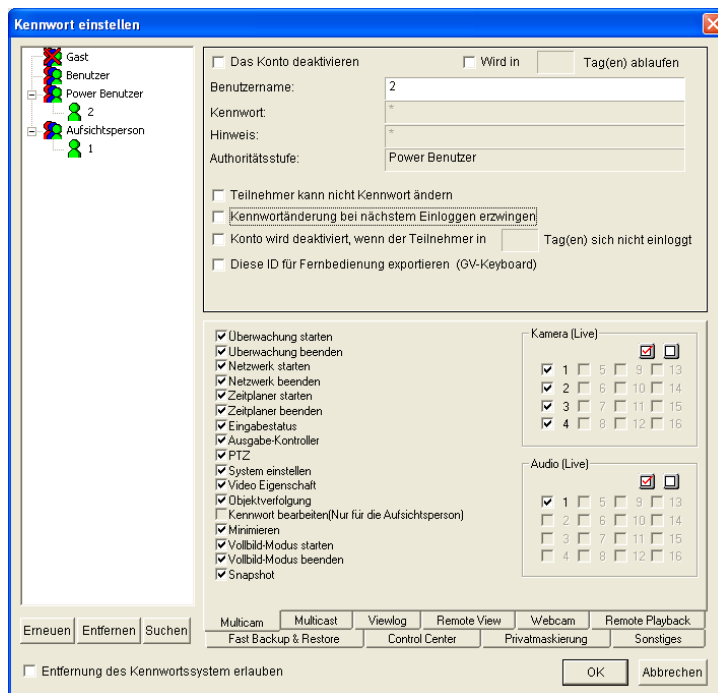 Kennwort einstellen
Gast
Benutzer
Power Benutzer
2
Aufsichtsperson
1
Das Konto deaktivieren
Wird in Tag(en) ablaufen
Benutzername: 2
Kennwort: *
Hinweis: *
Authoritätsstufe: Power Benutzer
Teilnehmer kann nicht Kennwort ändern
Kennwortänderung bei nächstem Einloggen erzwingen
Konto wird deaktiviert, wenn der Teilnehmer in Tag(en) sich nicht einloggt
Diese ID für Fernbedienung exportieren (GV-Keyboard)
Überwachung starten
Überwachung beenden
Netzwerk starten
Netzwerk beenden
Zeitplaner starten
Zeitplaner beenden
Eingabestatus
Ausgabe-Kontroller
PTZ
System einstellen
Video Eigenschaft
Objektverfolgung
Kennwort bearbeiten(Nur für die Aufsichtsperson)
Minimieren
Vollbild-Modus starten
Vollbild-Modus beenden
Snapshot
Kamera (Live)
1 5 9 13
2 6 10 14
3 7 11 15
4 8 12 16
Audio (Live)
1 5 9 13
2 6 10 14
3 7 11 15
4 8 12 16
Multicam Multicast Viewlog Remote View Webcam Remote Playback
Fast Backup & Restore Control Center Privatmaskierung Sonstiges
Erneuen Entfernen Suchen
Entfernung des Kennwortssystem erlauben
OK Abbrechen